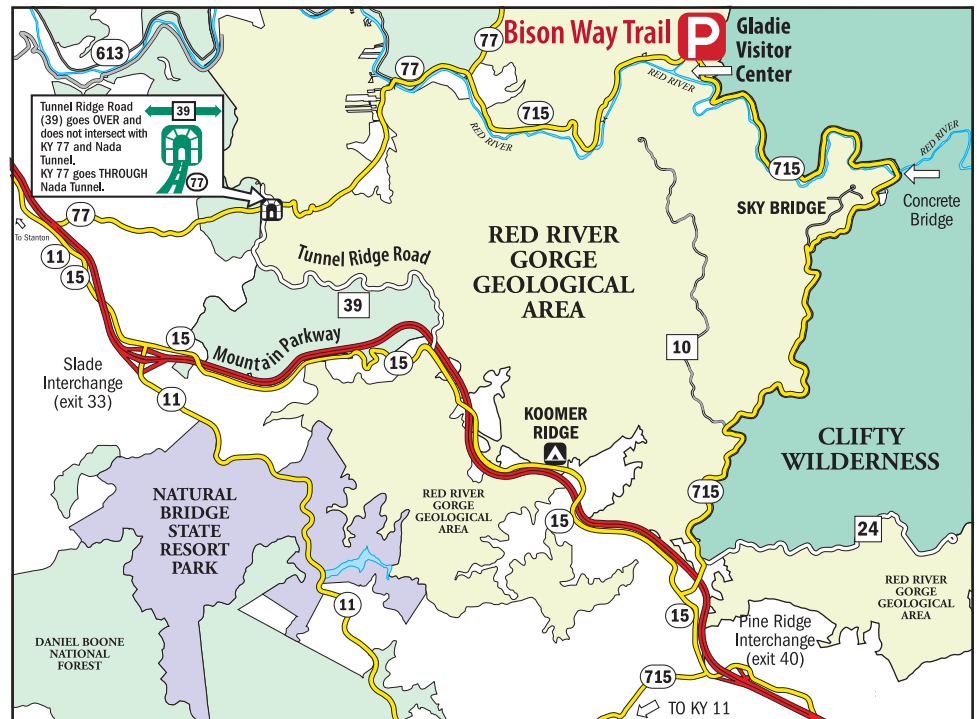 613
77
Bison Way Trail
P
Gladie
Visitor
Center
77
715
RED RIVER
RED RIVER
Tunnel Ridge Road
(39) goes OVER and
does not intersect with
KY 77 and Nada
Tunnel.
KY 77 goes THROUGH
Nada Tunnel.
39
77
715
RED RIVER
SKY BRIDGE
Concrete
Bridge
77
To Stanton
11
15
Tunnel Ridge Road
39
RED RIVER
GORGE
GEOLOGICAL
AREA
10
15
Mountain Parkway
15
Slade
Interchange
(exit 33)
11
KOOMER
RIDGE
CLIFTY
WILDERNESS
NATURAL
BRIDGE
STATE
RESORT
PARK
RED RIVER
GORGE
GEOLOGICAL
AREA
715
15
24
RED RIVER
GORGE
GEOLOGICAL
AREA
11
15
Pine Ridge
Interchange
(exit 40)
DANIEL BOONE
NATIONAL
FOREST
715
TO KY 11